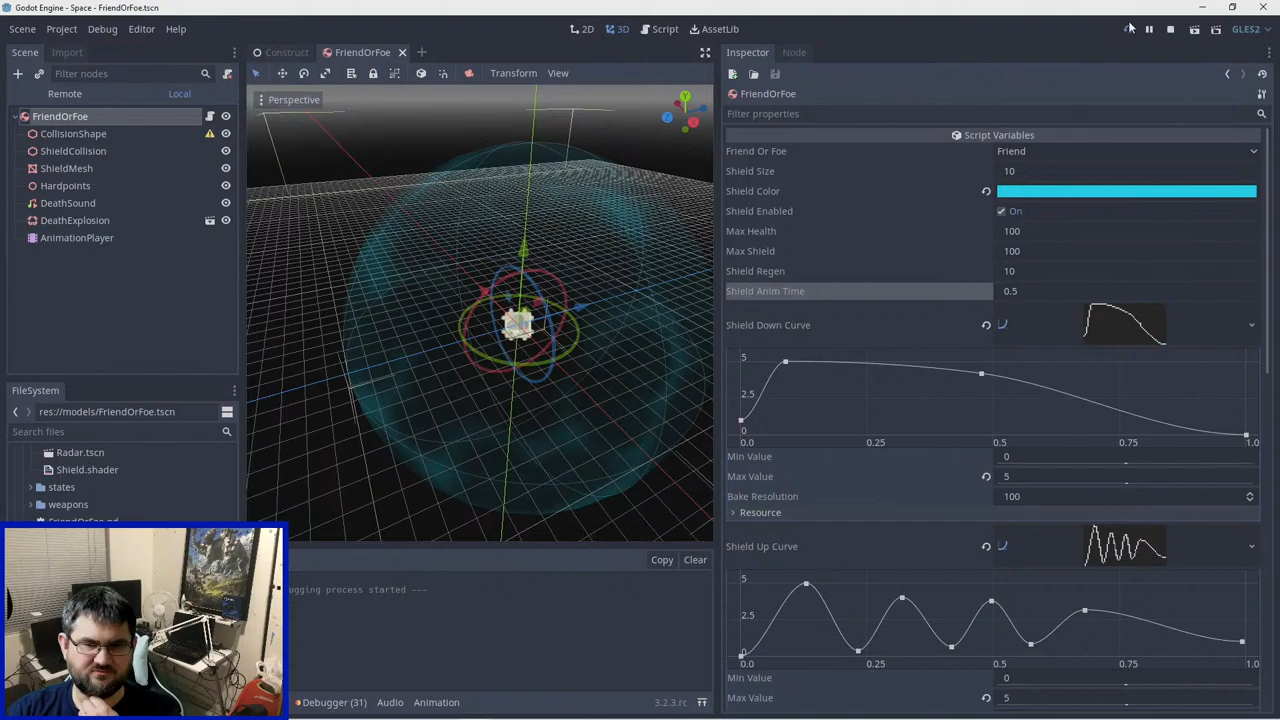 Godot Engine - Space - FriendOrFoe.tscn
Scene Project Debug Editor Help
2D 3D Script AssetLib
GLES2
Scene Import
Filter nodes
Remote Local
FriendOrFoe
CollisionShape
ShieldCollision
ShieldMesh
Hardpoints
DeathSound
DeathExplosion
AnimationPlayer
FileSystem
res://models/FriendOrFoe.tscn
Search files
Radar.tscn
Shield.shader
states
weapons
Construct FriendOrFoe
Transform View
Perspective
Copy Clear
ugging process started ---
Debugger (31) Audio Animation
3.2.3.rc
Inspector Node
FriendOrFoe
Filter properties
Script Variables
Friend Or Foe Friend
Shield Size 10
Shield Color
Shield Enabled On
Max Health 100
Max Shield 100
Shield Regen 10
Shield Anim Time 0.5
Shield Down Curve
5
2.5
0
0.0 0.25 0.5 0.75 1.0
Min Value 0
Max Value 5
Bake Resolution 100
Resource
Shield Up Curve
5
2.5
0
0.0 0.25 0.5 0.75 1.0
Min Value 0
Max Value 5